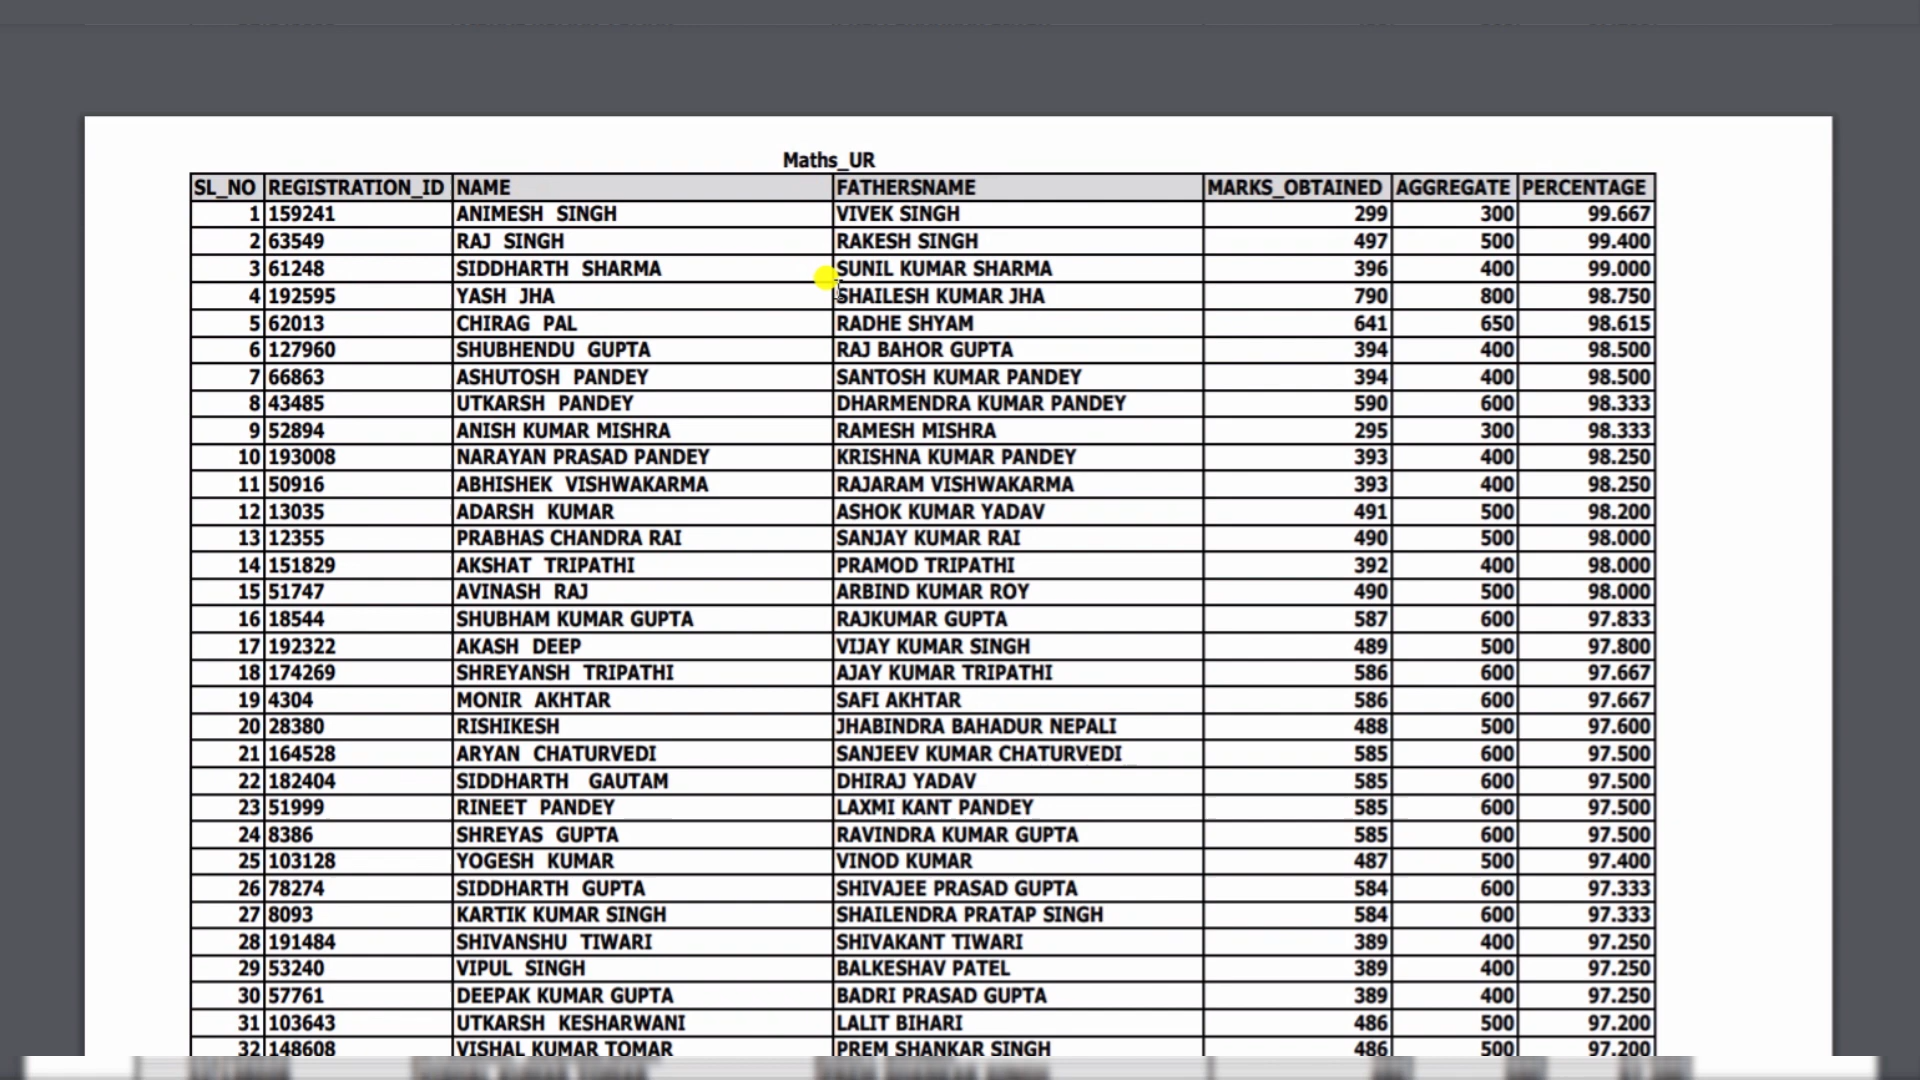 Maths_UR
SL_NO REGISTRATION_ID NAME FATHERSNAME MARKS_OBTAINED AGGREGATE PERCENTAGE
1 159241 ANIMESH SINGH VIVEK SINGH 299 300 99.667
2 63549 RAJ SINGH RAKESH SINGH 497 500 99.400
3 61248 SIDDHARTH SHARMA SUNIL KUMAR SHARMA 396 400 99.000
4 192595 YASH JHA SHAILESH KUMAR JHA 790 800 98.750
5 62013 CHIRAG PAL RADHE SHYAM 641 650 98.615
6 127960 SHUBHENDU GUPTA RAJ BAHOR GUPTA 394 400 98.500
7 66863 ASHUTOSH PANDEY SANTOSH KUMAR PANDEY 394 400 98.500
8 43485 UTKARSH PANDEY DHARMENDRA KUMAR PANDEY 590 600 98.333
9 52894 ANISH KUMAR MISHRA RAMESH MISHRA 295 300 98.333
10 193008 NARAYAN PRASAD PANDEY KRISHNA KUMAR PANDEY 393 400 98.250
11 50916 ABHISHEK VISHWAKARMA RAJARAM VISHWAKARMA 393 400 98.250
12 13035 ADARSH KUMAR ASHOK KUMAR YADAV 491 500 98.200
13 12355 PRABHAS CHANDRA RAI SANJAY KUMAR RAI 490 500 98.000
14 151829 AKSHAT TRIPATHI PRAMOD TRIPATHI 392 400 98.000
15 51747 AVINASH RAJ ARBIND KUMAR ROY 490 500 98.000
16 18544 SHUBHAM KUMAR GUPTA RAJKUMAR GUPTA 587 600 97.833
17 192322 AKASH DEEP VIJAY KUMAR SINGH 489 500 97.800
18 174269 SHREYANSH TRIPATHI AJAY KUMAR TRIPATHI 586 600 97.667
19 4304 MONIR AKHTAR SAFI AKHTAR 586 600 97.667
20 28380 RISHIKESH JHABINDRA BAHADUR NEPALI 488 500 97.600
21 164528 ARYAN CHATURVEDI SANJEEV KUMAR CHATURVEDI 585 600 97.500
22 182404 SIDDHARTH GAUTAM DHIRAJ YADAV 585 600 97.500
23 51999 RINEET PANDEY LAXMI KANT PANDEY 585 600 97.500
24 8386 SHREYAS GUPTA RAVINDRA KUMAR GUPTA 585 600 97.500
25 103128 YOGESH KUMAR VINOD KUMAR 487 500 97.400
26 78274 SIDDHARTH GUPTA SHIVAJEE PRASAD GUPTA 584 600 97.333
27 8093 KARTIK KUMAR SINGH SHAILENDRA PRATAP SINGH 584 600 97.333
28 191484 SHIVANSHU TIWARI SHIVAKANT TIWARI 389 400 97.250
29 53240 VIPUL SINGH BALKESHAV PATEL 389 400 97.250
30 57761 DEEPAK KUMAR GUPTA BADRI PRASAD GUPTA 389 400 97.250
31 103643 UTKARSH KESHARWANI LALIT BIHARI 486 500 97.200
32 148608 VISHAL KUMAR TOMAR PREM SHANKAR SINGH 486 500 97.200